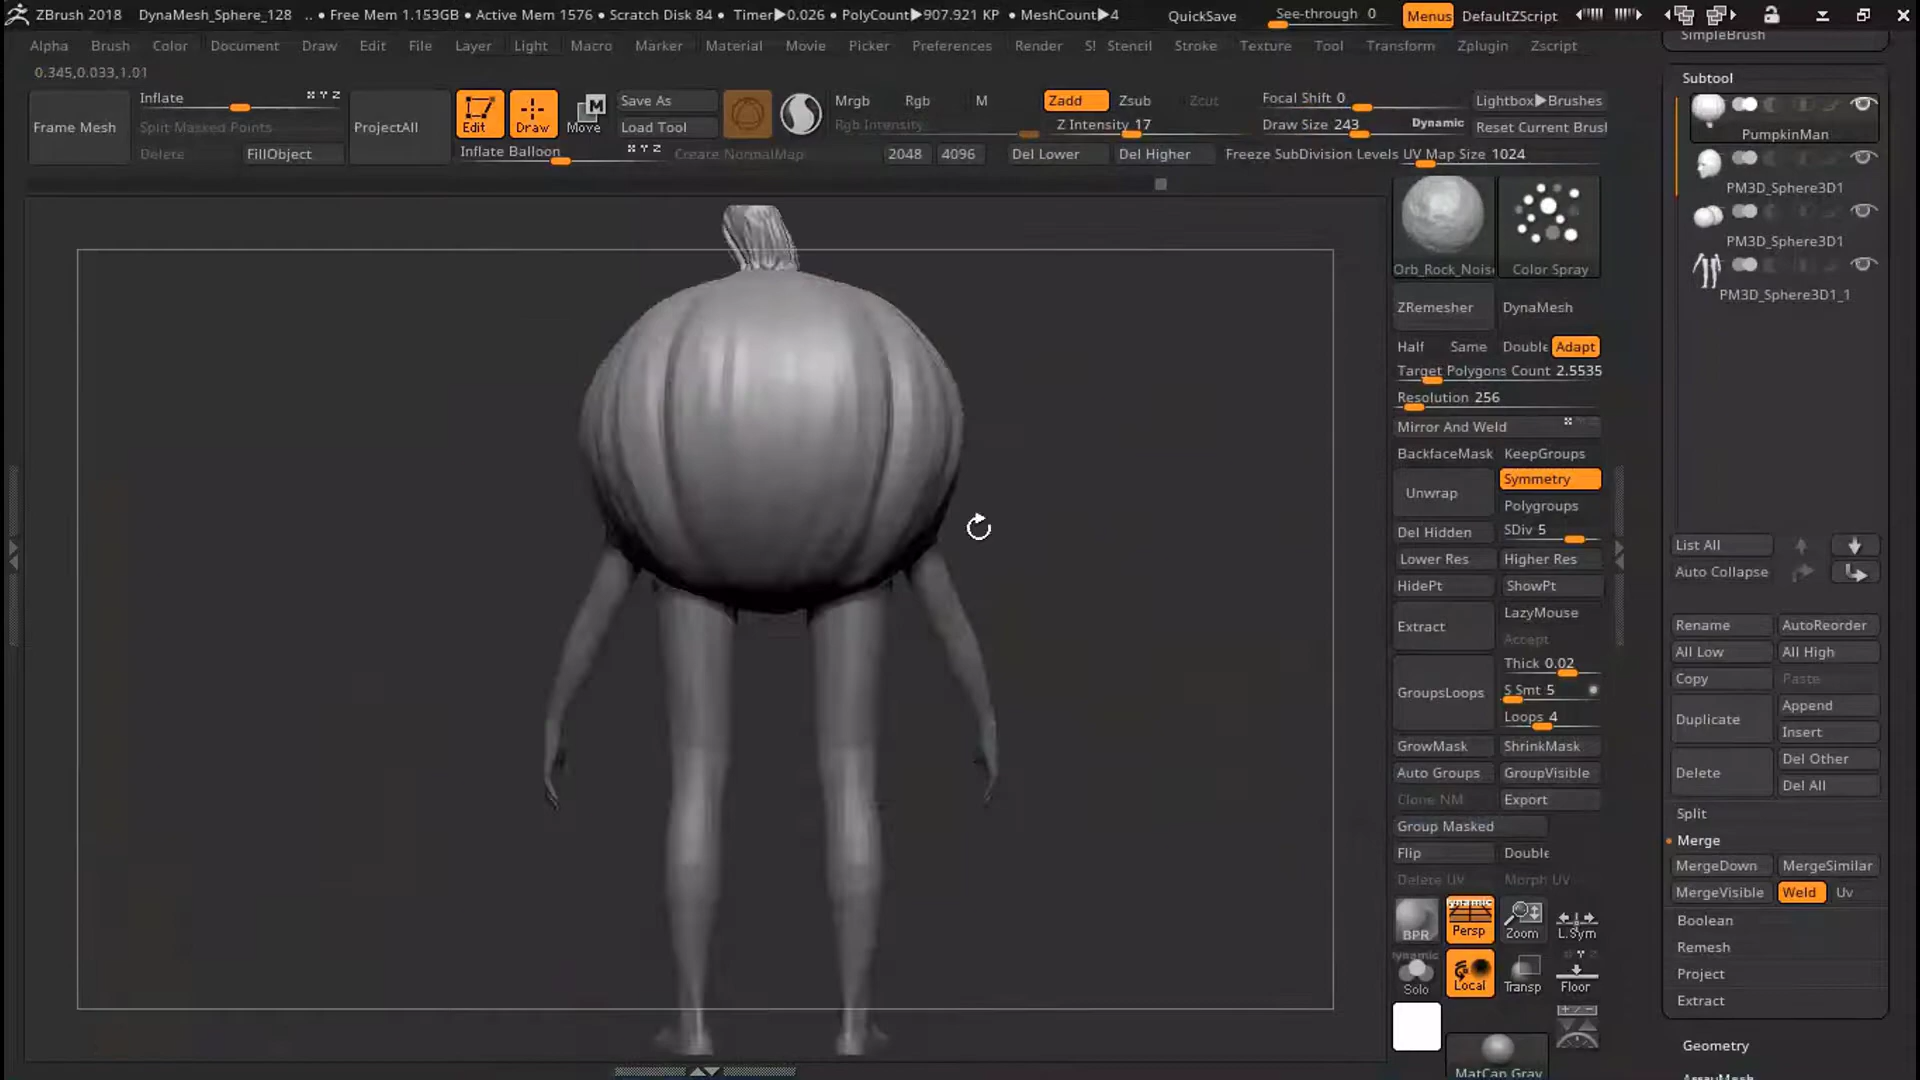 ZBrush 2018 DynaMesh_Sphere_128 .. • Free Mem 1.153GB • Active Mem 1576 • Scratch Disk 84 • Timer▶0.026 • PolyCount▶907.921 KP • MeshCount▶4 QuickSave See-through 0 Menus DefaultZScript
SimpleBrush
Alpha Brush Color Document Draw Edit File Layer Light Macro Marker Material Movie Picker Preferences Render S! Stencil Stroke Texture Tool Transform Zplugin Zscript
0.345,0.033,1.01
Subtool
Frame Mesh
Inflate X Y Z
Split Masked Points
Delete FillObject
ProjectAll
Edit Draw Move M
Inflate Balloon X Y Z
Save As
Load Tool
Create NormalMap
Mrgb Rgb M
Rgb Intensity
2048 4096
Zadd Zsub Zcut
Z Intensity 17
Del Lower Del Higher
Focal Shift 0
Draw Size 243 Dynamic
Freeze SubDivision Levels UV Map Size 1024
Lightbox▶Brushes
Reset Current Brush
Orb_Rock_Nois Color Spray
ZRemesher DynaMesh
Half Same Double Adapt
Target Polygons Count 2.5535
Resolution 256
Mirror And Weld
BackfaceMask KeepGroups
Unwrap Symmetry
Polygroups
Del Hidden SDiv 5
Lower Res Higher Res
HidePt ShowPt
Extract LazyMouse
Accept
Thick 0.02
GroupsLoops S Smt 5
Loops 4
GrowMask ShrinkMask
Auto Groups GroupVisible
Clone NM Export
Group Masked
Flip Double
Delete UV Morph UV
BPR Dynamic Persp Zoom L.Sym
Dynamic Solo Local Transp Floor
MatCap Gray
PumpkinMan
PM3D_Sphere3D1
PM3D_Sphere3D1
PM3D_Sphere3D1_1
List All
Auto Collapse
Rename AutoReorder
All Low All High
Copy Paste
Duplicate Append
Insert
Delete Del Other
Del All
Split
Merge
MergeDown MergeSimilar
MergeVisible Weld Uv
Boolean
Remesh
Project
Extract
Geometry
ArrayMesh